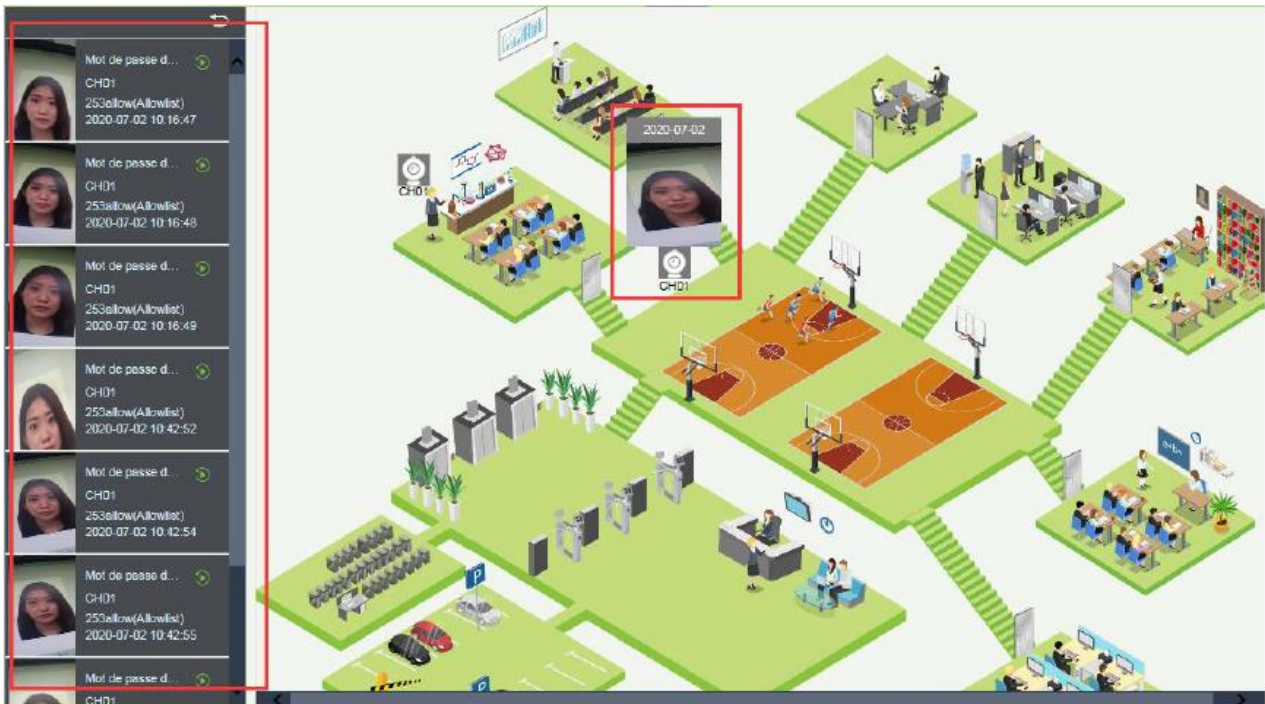 Mot de passe d...
CH01
253allow(Allowlist)
2020-07-02 10:16:47
Mot de passe d...
CH01
253allow(Allowlist)
2020-07-02 10:16:48
Mot de passe d...
CH01
253allow(Allowlist)
2020-07-02 10:16:49
Mot de passe d...
CH01
253allow(Allowlist)
2020-07-02 10:42:52
Mot de passe d...
CH01
253allow(Allowlist)
2020-07-02 10:42:54
Mot de passe d...
CH01
253allow(Allowlist)
2020-07-02 10:42:55
Mot de passe d...
CH01
2020-07-02
CH01
CH01
a+b=
P
P